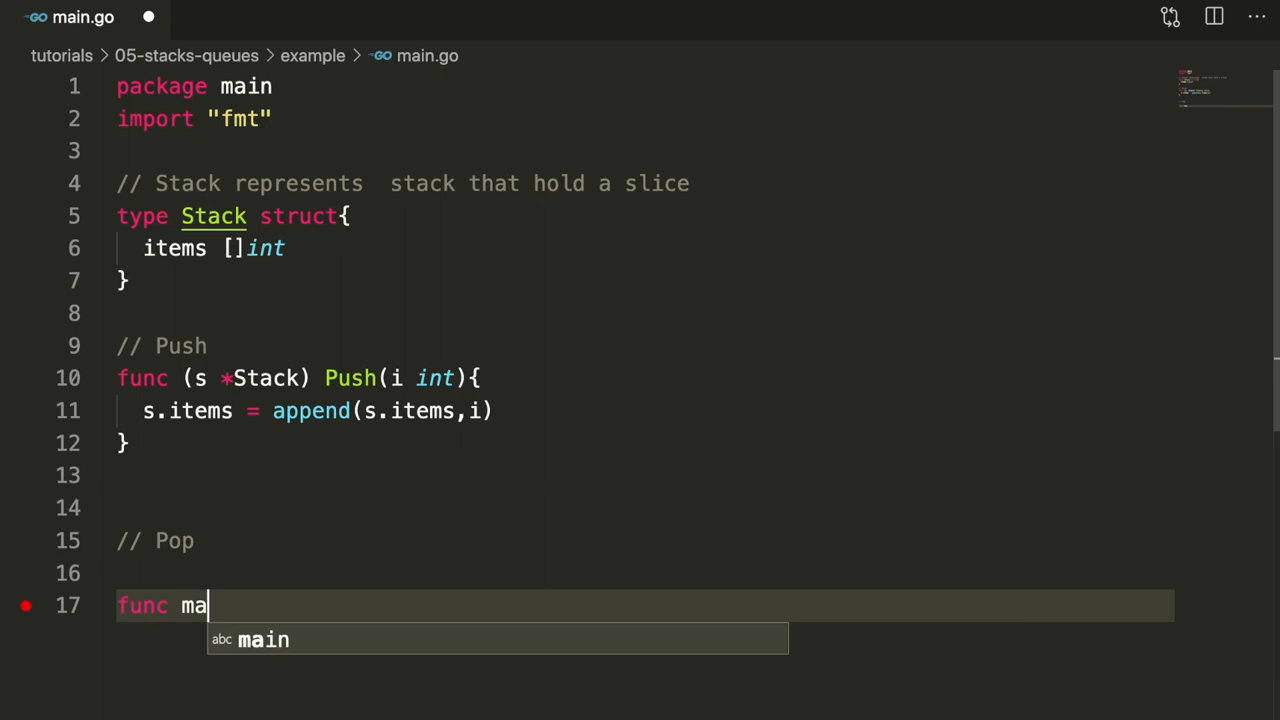 GO main.go
tutorials > 05-stacks-queues > example > GO main.go
1 package main
2 import "fmt"
3
4 // Stack represents  stack that hold a slice
5 type Stack struct{
6 items []int
7 }
8
9 // Push
10 func (s *Stack) Push(i int){
11 s.items = append(s.items,i)
12 }
13
14
15 // Pop
16
17 func ma
abc main